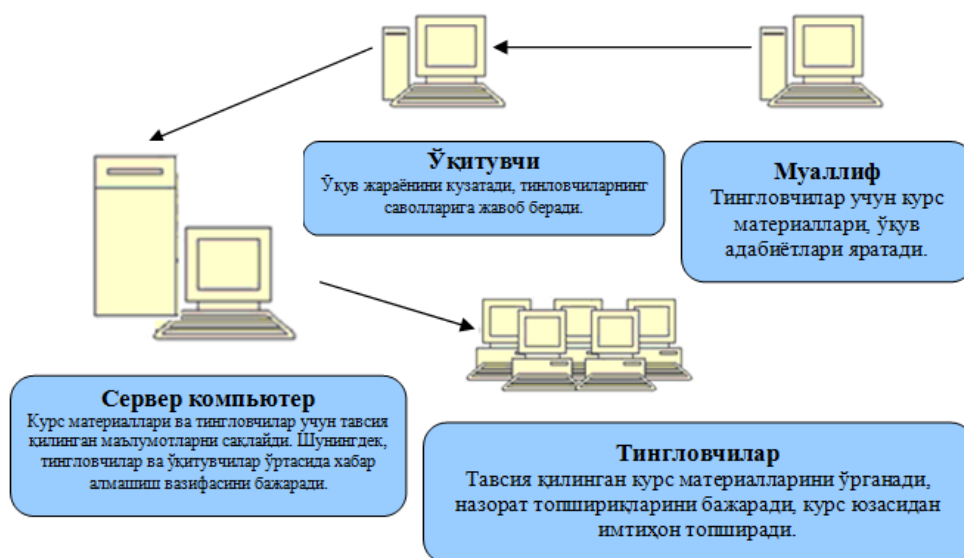 Ўқитувчи
Ўқув жараёнини кузатади, тинловчиларнинг
саволларига жавоб беради.
Муаллиф
Тингловчилар учун курс
материаллари, ўқув
адабиётлари яратади.
Сервер компьютер
Курс материаллари ва тингловчилар учун тавсия
қилинган маълумотларни сақлайди. Шунингдек,
тингловчилар ва ўқитувчилар ўртасида хабар
алмашиш вазифасини бажаради.
Тингловчилар
Тавсия қилинган курс материалларини ўрганади,
назорат топшириқларини бажаради, курс юзасидан
имтиҳон топширади.